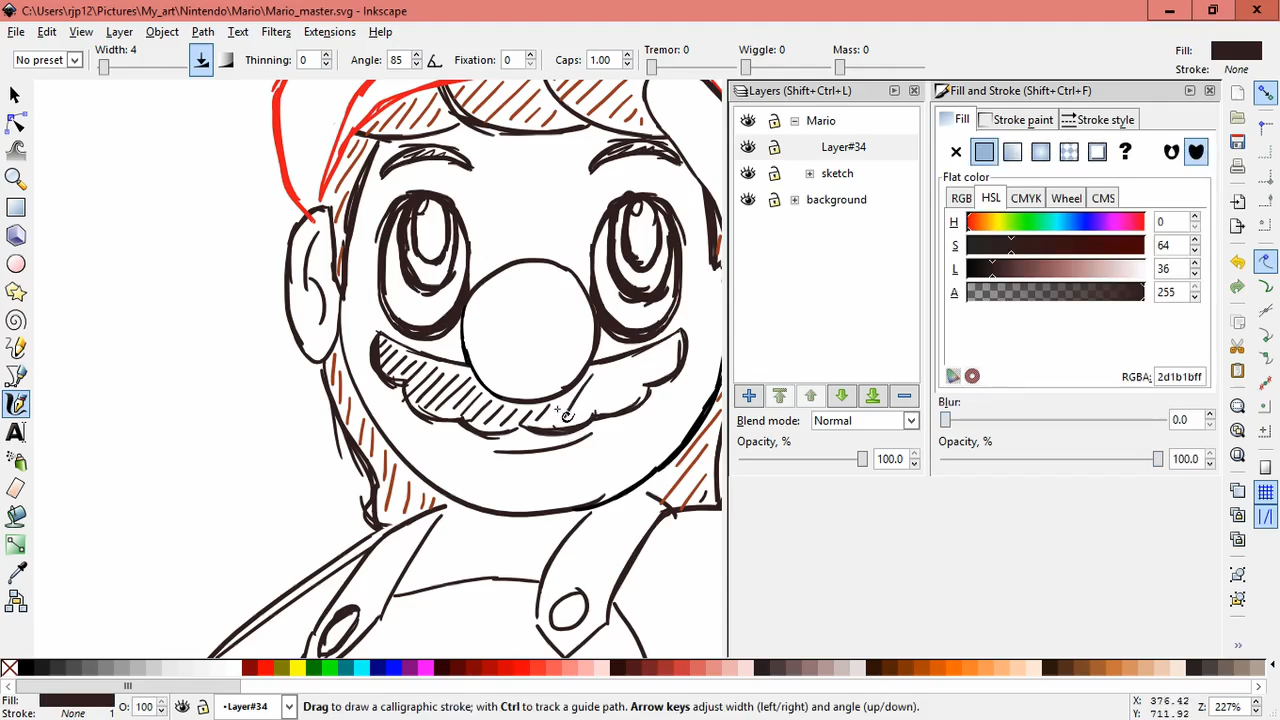 C:\Users\rjp12\Pictures\My_art\Nintendo\Mario\Mario_master.svg - Inkscape
File Edit View Layer Object Path Text Filters Extensions Help
No preset Width: 4 Thinning: 0 Angle: 85 Fixation: 0 Caps: 1.00 Tremor: 0 Wiggle: 0 Mass: 0 Fill: Stroke: None
Layers (Shift+Ctrl+L)
Mario
Layer#34
sketch
background
Blend mode: Normal
Opacity, % 100.0
Fill and Stroke (Shift+Ctrl+F)
Fill Stroke paint Stroke style
?
Flat color
RGB HSL CMYK Wheel CMS
H 0
S 64
L 36
A 255
RGBA: 2d1b1bff
Blur: 0.0
Opacity, % 100.0
A
»
Fill: Stroke: None 1 O: 100 •Layer#34 Drag to draw a calligraphic stroke; with Ctrl to track a guide path. Arrow keys adjust width (left/right) and angle (up/down). X: 376.42 Y: 711.92 Z: 227%